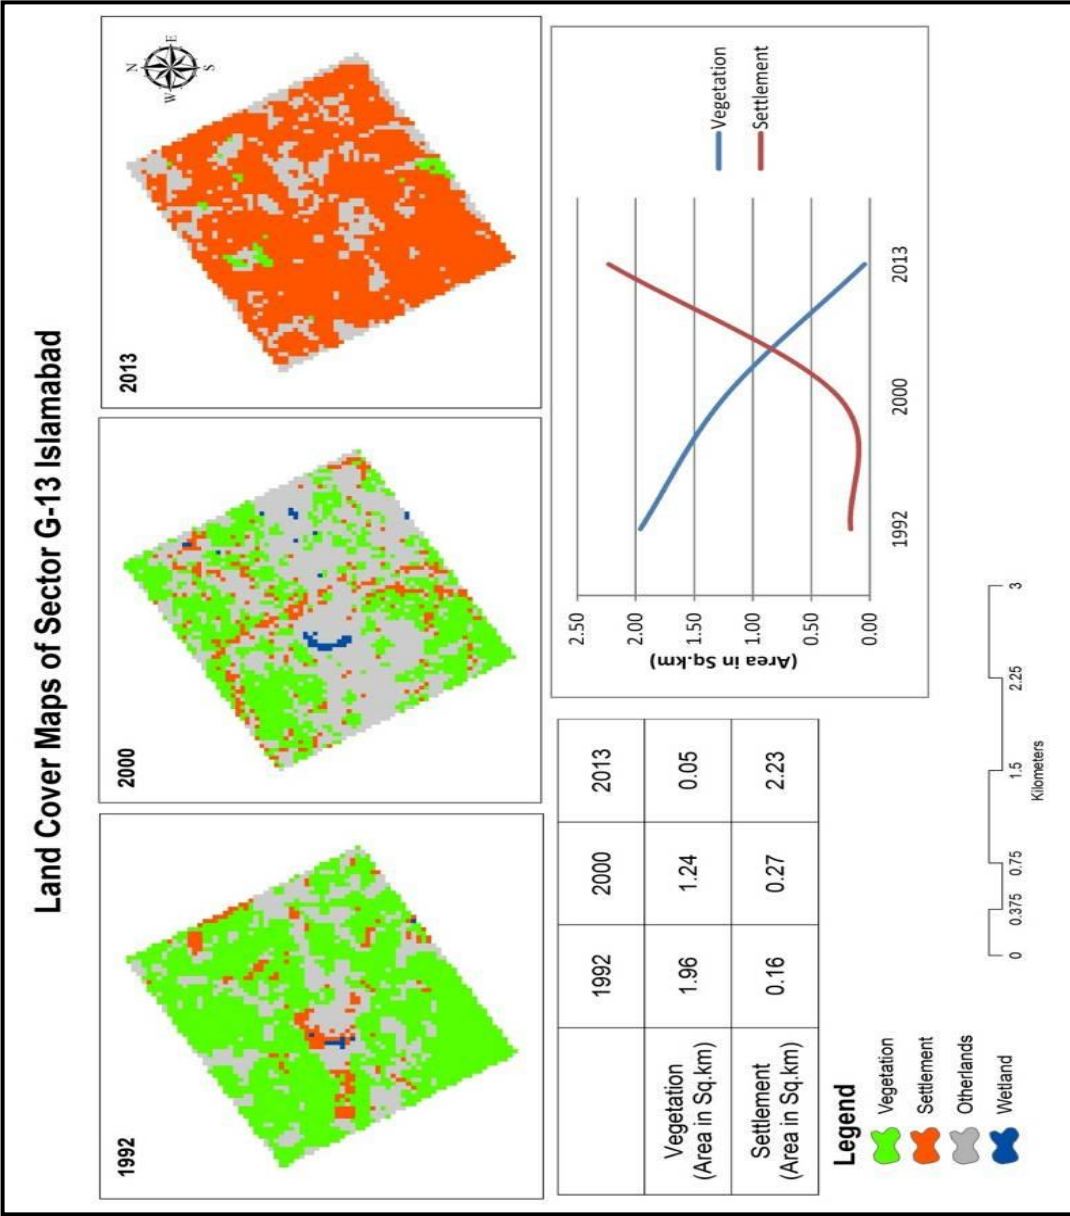 Land Cover Maps of Sector G-13 Islamabad
1992
2000
2013
N
E
S
W
1992 2000 2013
Vegetation
(Area in Sq.km) 1.96 1.24 0.05
Settlement
(Area in Sq.km) 0.16 0.27 2.23
(Area in Sq.km)
2.50
2.00
1.50
1.00
0.50
0.00
1992 2000 2013
Vegetation
Settlement
Legend
Vegetation
Settlement
Otherlands
Wetland
0 0.375 0.75 1.5 2.25 3
Kilometers